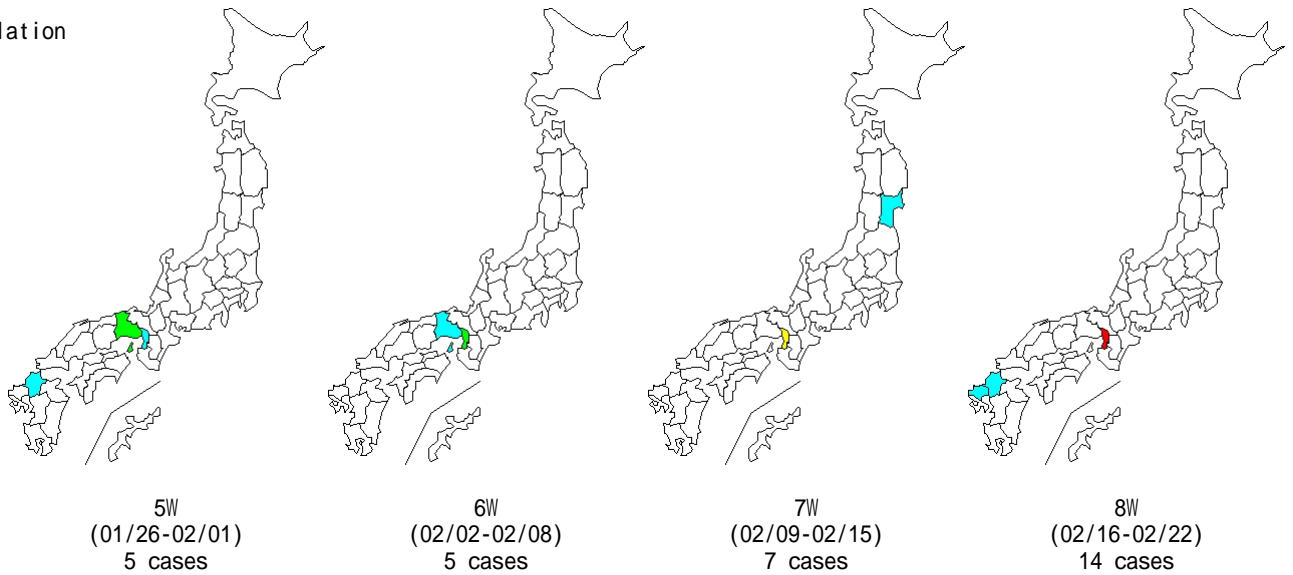 lation
5W
(01/26-02/01)
5 cases
6W
(02/02-02/08)
5 cases
7W
(02/09-02/15)
7 cases
8W
(02/16-02/22)
14 cases